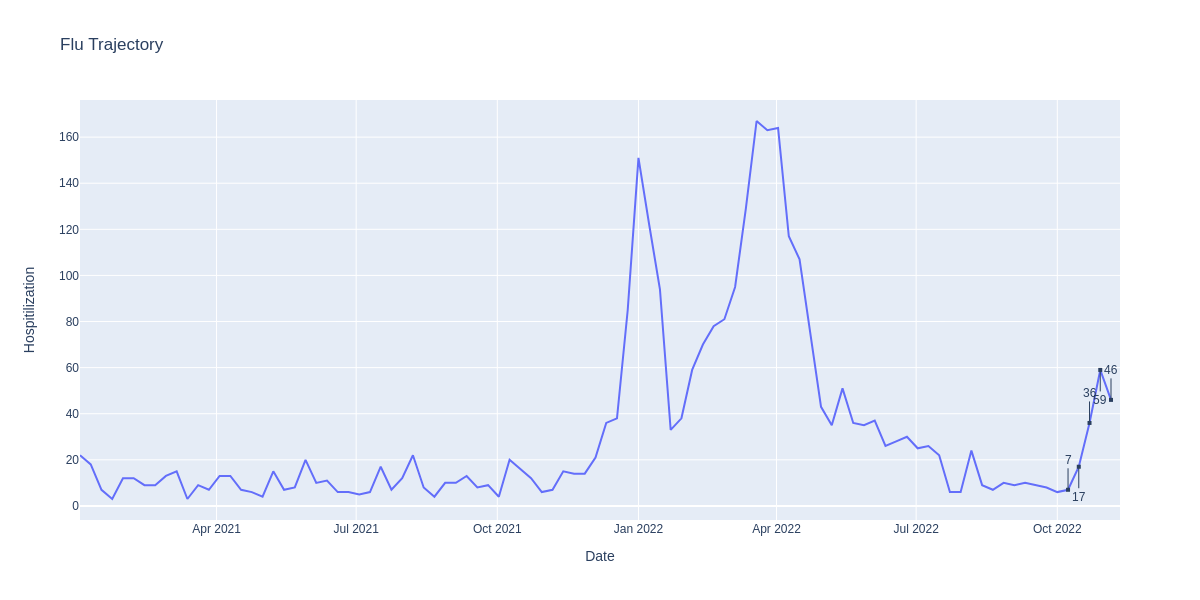 Flu Trajectory
Hospitilization
160
140
120
100
80
60
40
20
0
7
17
36
59
46
Apr 2021
Jul 2021
Oct 2021
Jan 2022
Apr 2022
Jul 2022
Oct 2022
Date